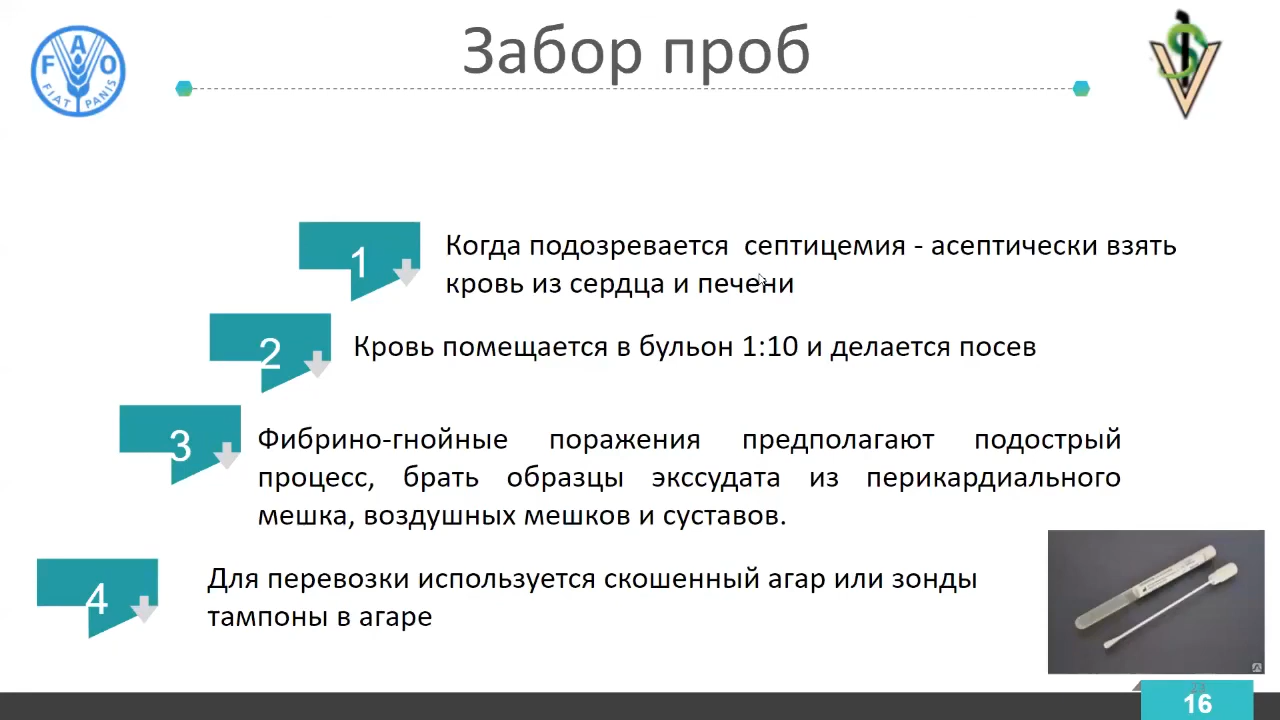 Забор проб
FAO
FIAT PANIS
1
Когда подозревается септицемия - асептически взять
кровь из сердца и печени
2
Кровь помещается в бульон 1:10 и делается посев
3
Фибрино-гнойные поражения предполагают подострый
процесс, брать образцы экссудата из перикардиального
мешка, воздушных мешков и суставов.
4
Для перевозки используется скошенный агар или зонды
тампоны в агаре
16